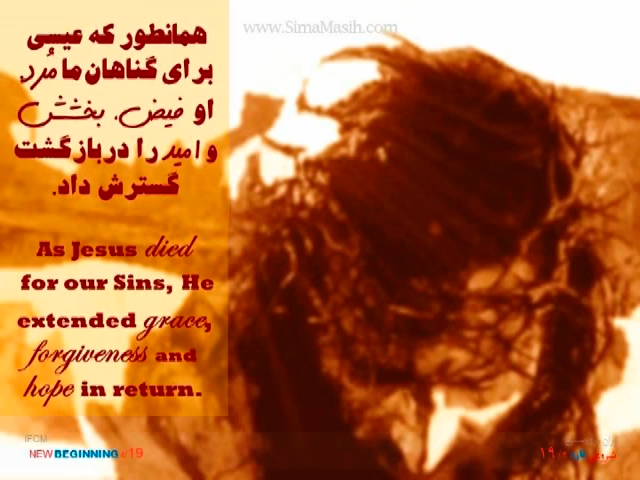 www.SimaMasih.com
همانطور که عیسی
برای گناهان ما مُرد،
او فیض، بخشش
و امید را در بازگشت
گسترش داد.
As Jesus died
for our Sins, He
extended grace,
forgiveness and
hope in return.
IFCM
NEW BEGINNING #19